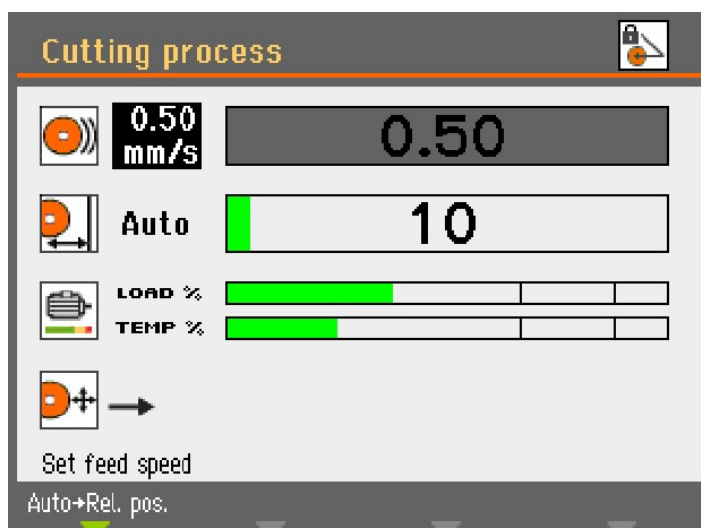 Cutting process
0.50
mm/s
0.50
Auto
10
LOAD %
TEMP %
Set feed speed
Auto→Rel. pos.